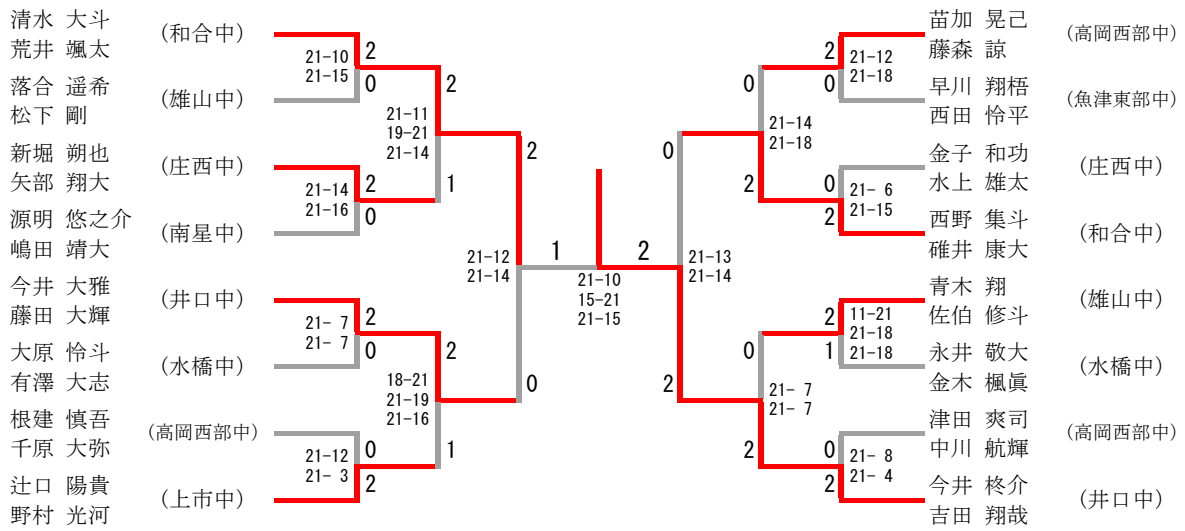 清水 大斗
荒井 颯太
(和合中)
落合 遥希
松下 剛
(雄山中)
21-10
21-15
2
0
新堀 朔也
矢部 翔大
(庄西中)
源明 悠之介
嶋田 靖大
(南星中)
21-14
21-16
2
0
2
21-11
19-21
21-14
1
今井 大雅
藤田 大輝
(井口中)
大原 怜斗
有澤 大志
(水橋中)
21- 7
21- 7
2
0
根建 慎吾
千原 大弥
(高岡西部中)
辻口 陽貴
野村 光河
(上市中)
21-12
21- 3
0
2
2
18-21
21-19
21-16
1
2
21-12
21-14
0
1
2
21-10
15-21
21-15
0
21-13
21-14
2
0
21-14
21-18
2
2
21-12
21-18
0
苗加 晃己
藤森 諒
(高岡西部中)
早川 翔梧
西田 怜平
(魚津東部中)
0
21- 6
21-15
2
金子 和功
水上 雄太
(庄西中)
西野 集斗
碓井 康大
(和合中)
0
21- 7
21- 7
2
2
11-21
21-18
21-18
1
青木 翔
佐伯 修斗
(雄山中)
永井 敬大
金木 楓眞
(水橋中)
0
21- 8
21- 4
2
津田 爽司
中川 航輝
(高岡西部中)
今井 柊介
吉田 翔哉
(井口中)